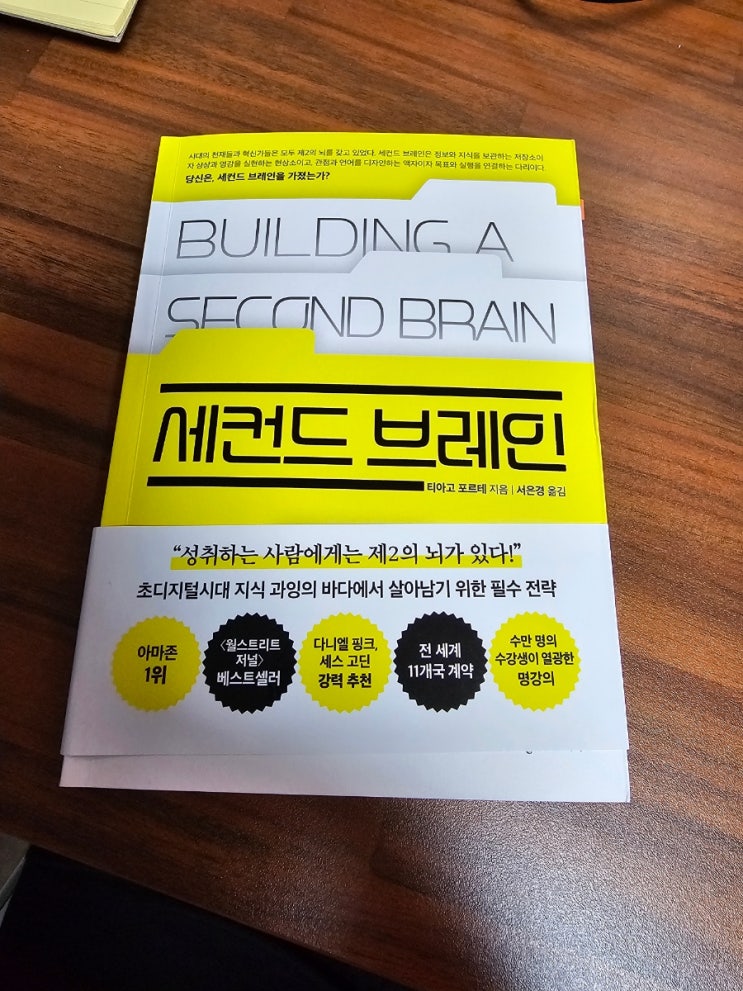 시대의 천재들과 혁신가들은 모두 제2의 뇌를 갖고 있었다. 세컨드 브레인은 정보와 지식을 보관하는 저장소이
자 상상과 영감을 실현하는 현상소이고, 관점과 언어를 디자인하는 액자이자 목표와 실행을 연결하는 다리이다.
당신은, 세컨드 브레인을 가졌는가?
BUILDING A
SECOND BRAIN
세컨드 브레인
티아고 포르테 지음 | 서은경 옮김
“성취하는 사람에게는 제2의 뇌가 있다!”
초디지털시대 지식 과잉의 바다에서 살아남기 위한 필수 전략
아마존
1위
〈월스트리트
저널〉
베스트셀러
다니엘 핑크,
세스 고딘
강력 추천
전 세계
11개국 계약
수만 명의
수강생이 열광한
명강의